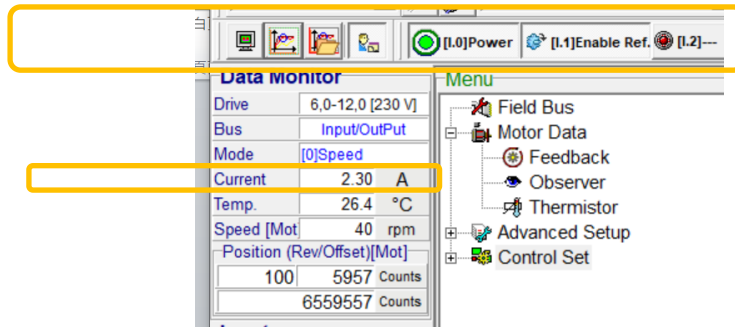 [I.0]Power [I.1]Enable Ref. [I.2]---
Data Monitor
Drive 6,0-12,0 [230 V]
Bus Input/OutPut
Mode [0]Speed
Current 2.30 A
Temp. 26.4 °C
Speed [Mot 40 rpm
Position (Rev/Offset)[Mot]
100 5957 Counts
6559557 Counts
Menu
Field Bus
Motor Data
Feedback
Observer
Thermistor
Advanced Setup
Control Set